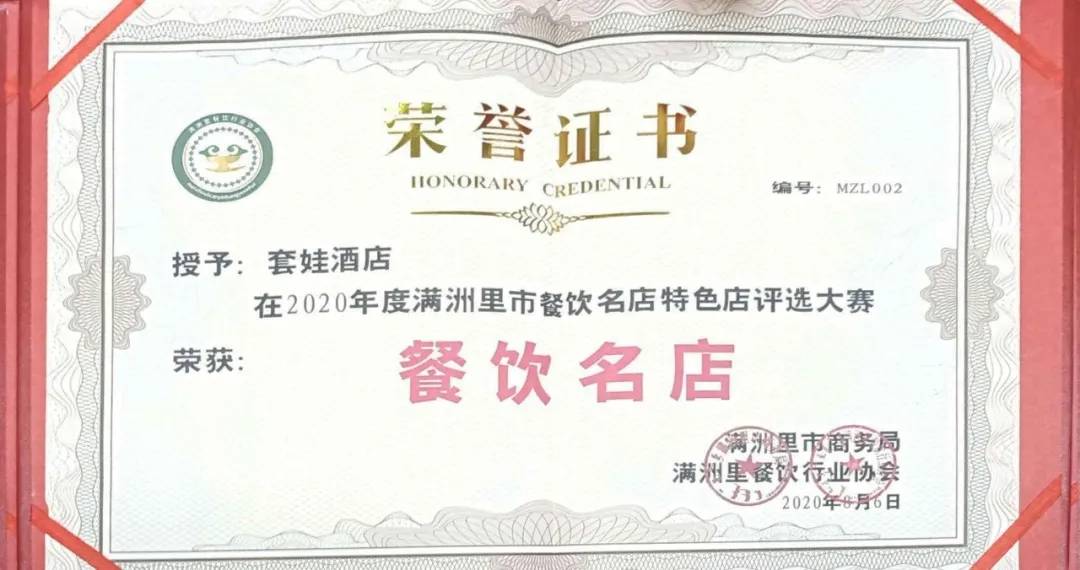 荣誉证书
HONORARY CREDENTIAL
编号：MZL002
授予：套娃酒店
在2020年度满洲里市餐饮名店特色店评选大赛
荣获：
餐饮名店
满洲里市商务局
满洲里餐饮行业协会
2020年8月6日